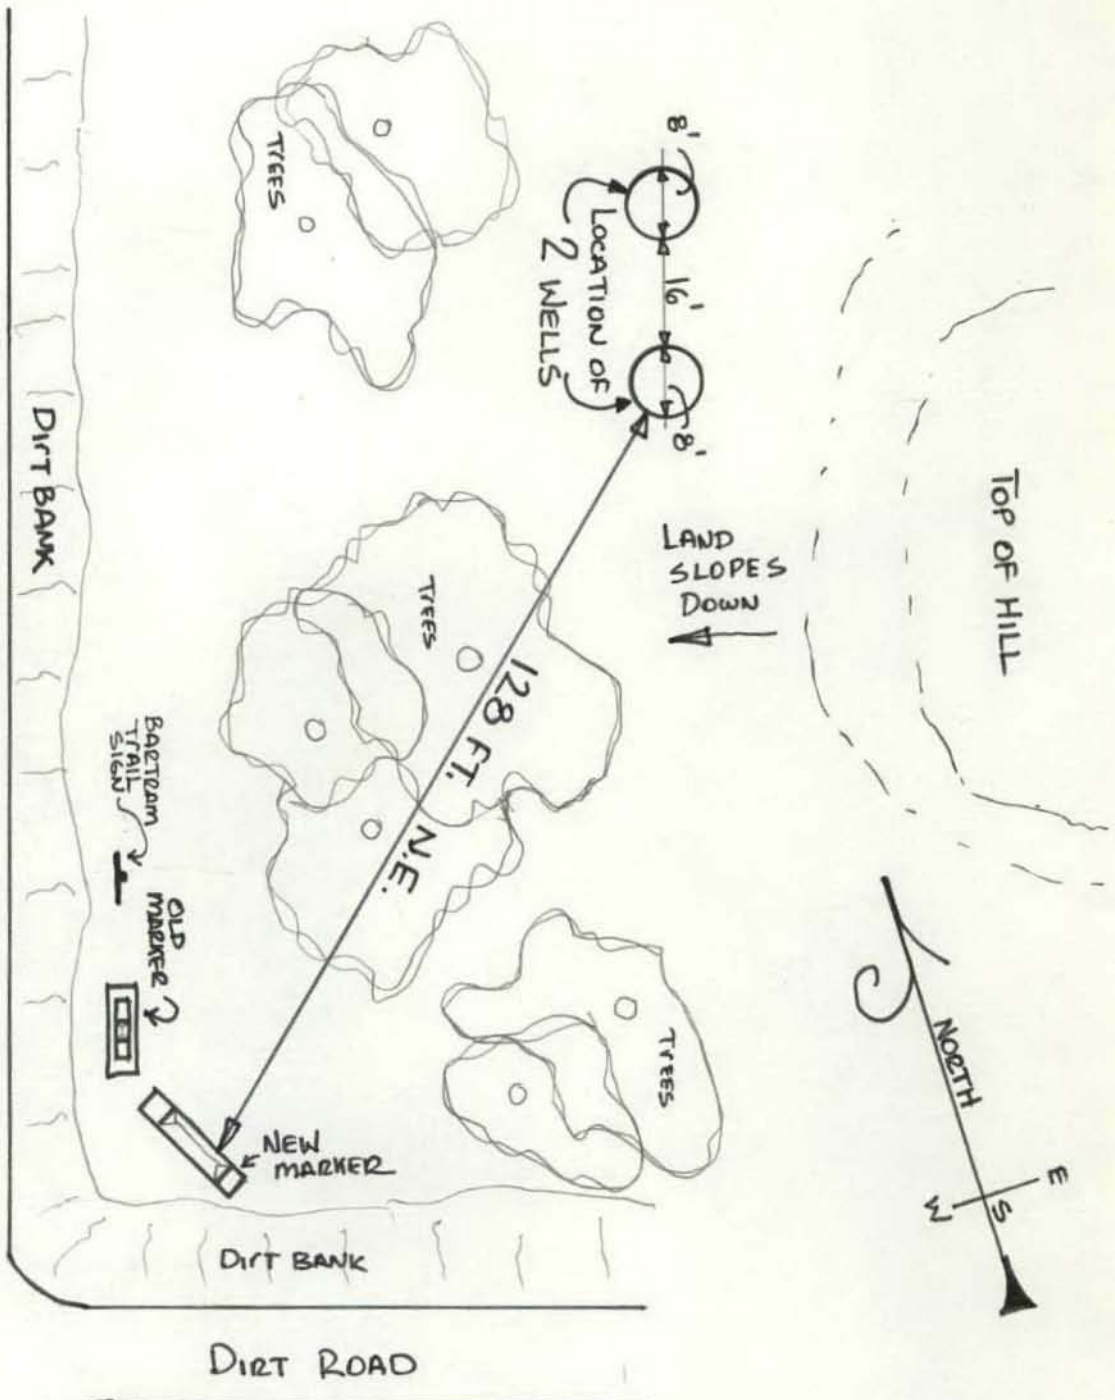 TREES
8'
16'
8'
LOCATION OF
2 WELLS
TOP OF HILL
DIRT BANK
LAND
SLOPES
DOWN
TREES
128 FT. N.E.
BARTRAM
TRAIL
SIGN
OLD
MARKER
TREES
NORTH
E
W
S
NEW
MARKER
DIRT BANK
DIRT ROAD